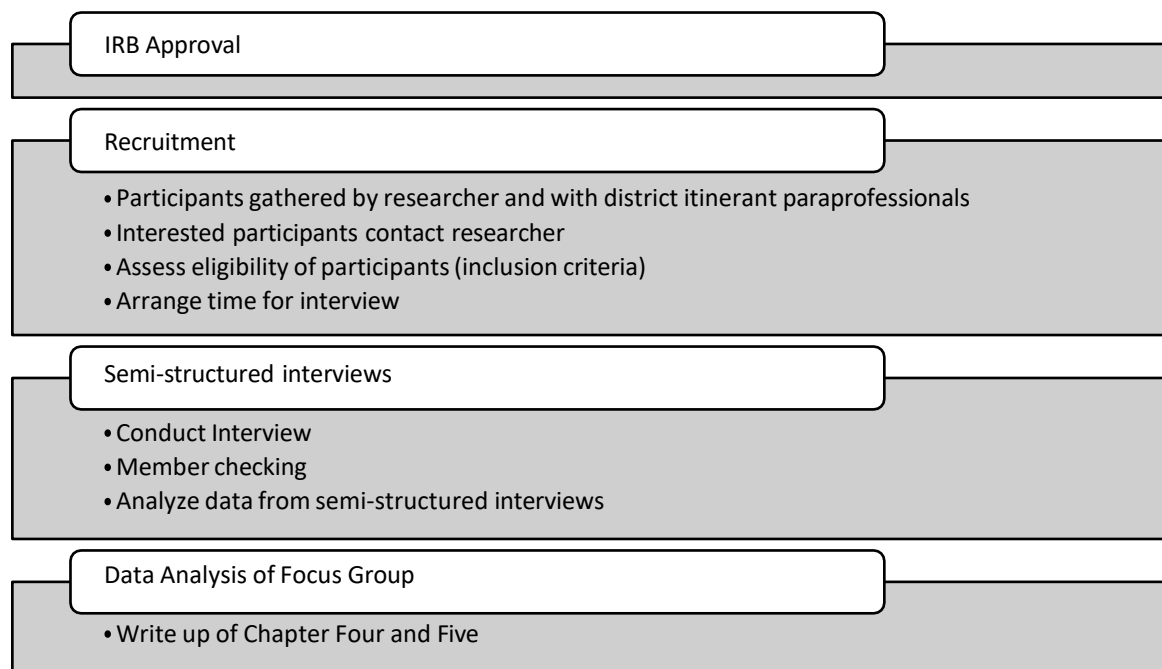 IRB Approval
Recruitment
• Participants gathered by researcher and with district itinerant paraprofessionals
• Interested participants contact researcher
• Assess eligibility of participants (inclusion criteria)
• Arrange time for interview
Semi-structured interviews
• Conduct Interview
• Member checking
• Analyze data from semi-structured interviews
Data Analysis of Focus Group
• Write up of Chapter Four and Five